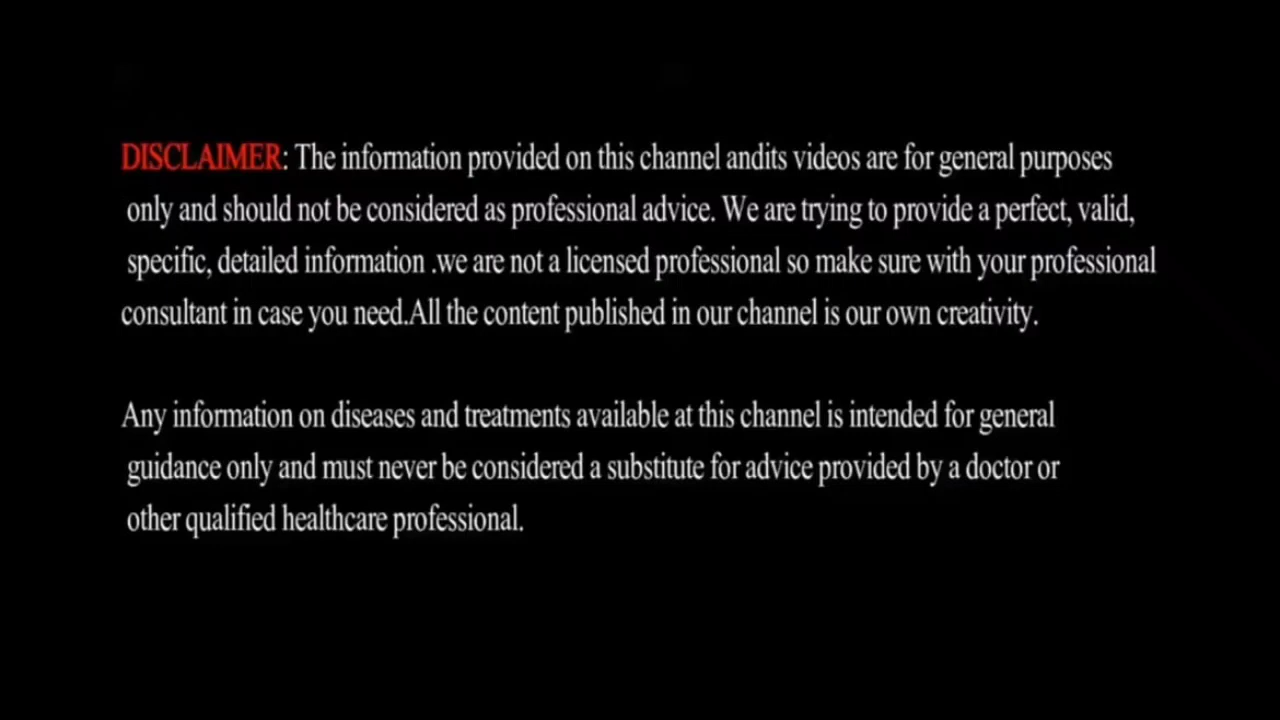 DISCLAIMER: The information provided on this channel andits videos are for general purposes
only and should not be considered as professional advice. We are trying to provide a perfect, valid,
specific, detailed information .we are not a licensed professional so make sure with your professional
consultant in case you need.All the content published in our channel is our own creativity.
Any information on diseases and treatments available at this channel is intended for general
guidance only and must never be considered a substitute for advice provided by a doctor or
other qualified healthcare professional.